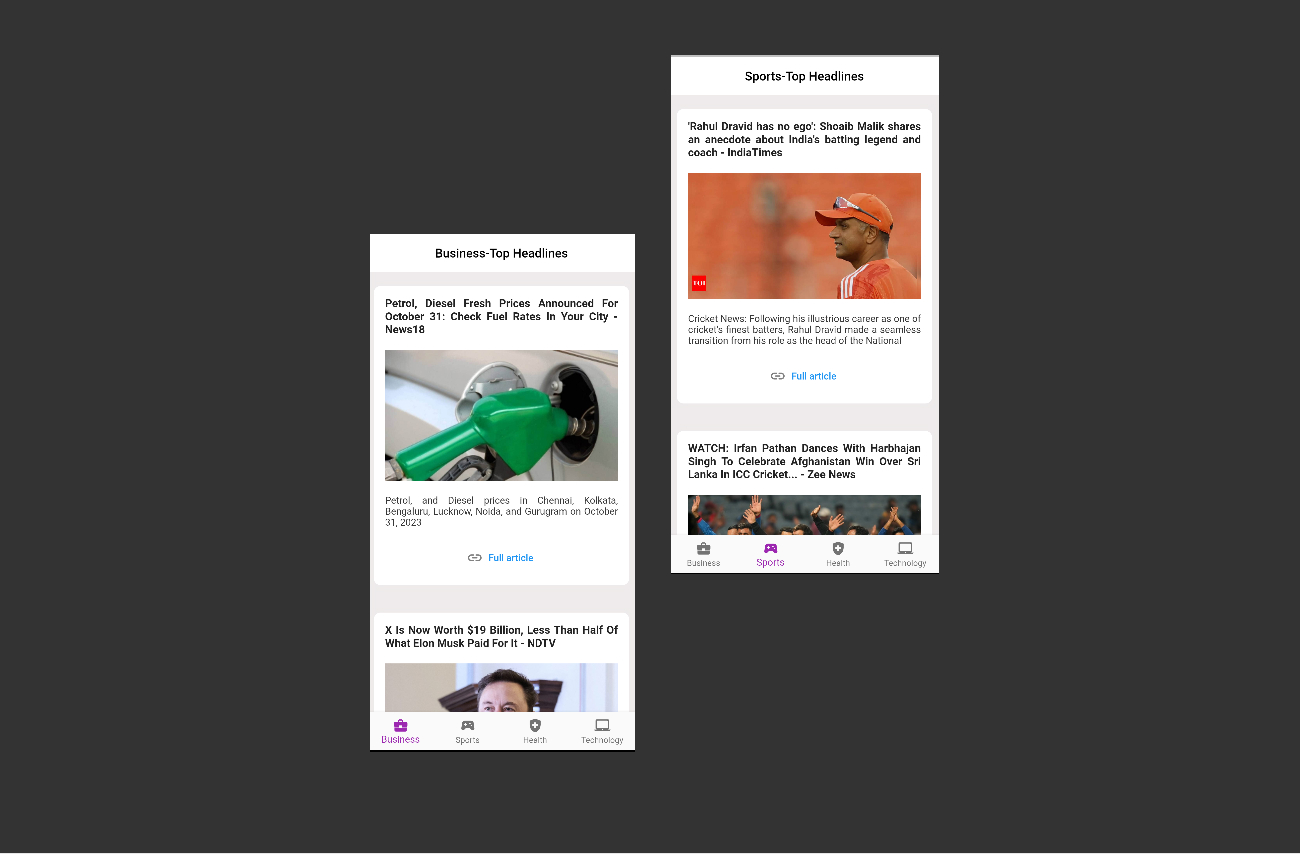 Business-Top Headlines
Petrol, Diesel Fresh Prices Announced For
October 31: Check Fuel Rates In Your City -
News18
Petrol, and Diesel prices in Chennai, Kolkata,
Bengaluru, Lucknow, Noida, and Gurugram on October
31, 2023
Full article
X Is Now Worth $19 Billion, Less Than Half Of
What Elon Musk Paid For It - NDTV
Business
Sports
Health
Technology
Sports-Top Headlines
'Rahul Dravid has no ego': Shoaib Malik shares
an anecdote about India's batting legend and
coach - IndiaTimes
Cricket News: Following his illustrious career as one of
cricket's finest batters, Rahul Dravid made a seamless
transition from his role as the head of the National
Full article
WATCH: Irfan Pathan Dances With Harbhajan
Singh To Celebrate Afghanistan Win Over Sri
Lanka In ICC Cricket... - Zee News
Business
Sports
Health
Technology